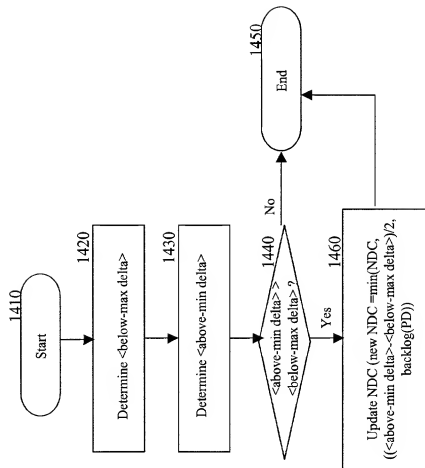 1410
Start
1420
Determine <below-max delta>
1430
Determine <above-min delta>
1440
<above-min delta> >
<below-max delta> ?
No
1450
End
Yes
1460
Update NDC (new NDC =min(NDC,
((<above-min delta>-<below-max delta>)/2,
backlog(PD))